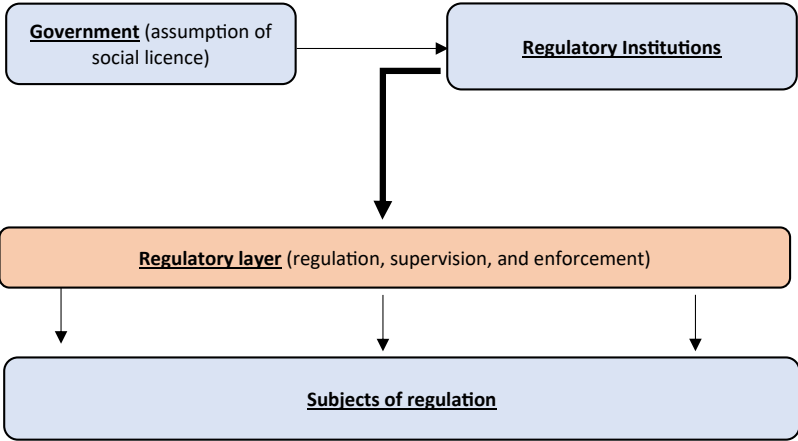 Government (assumption of
social licence)
Regulatory Institutions
Regulatory layer (regulation, supervision, and enforcement)
Subjects of regulation